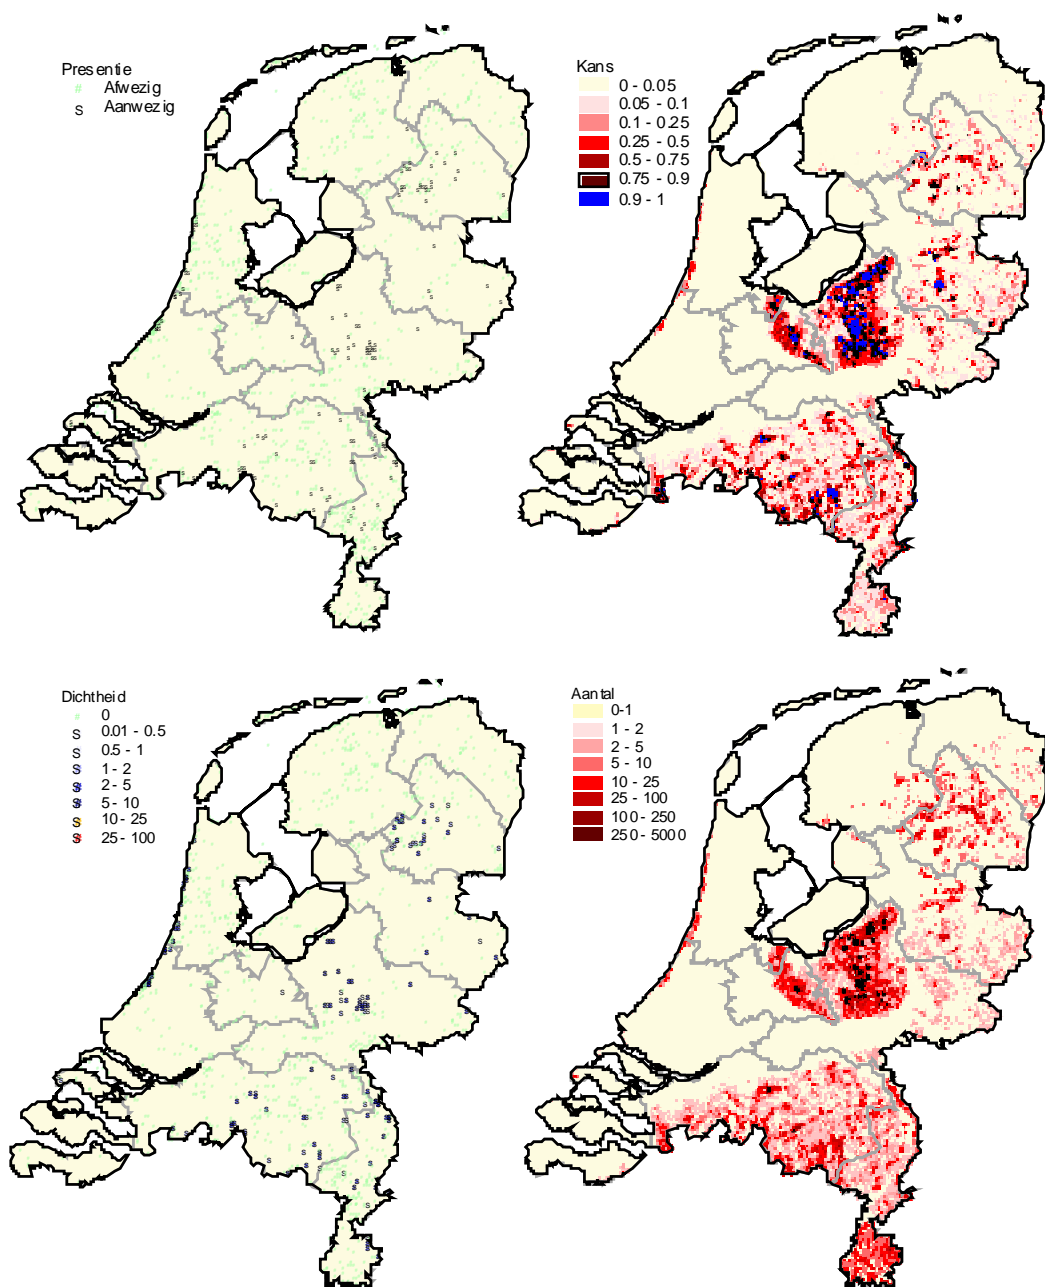 Presentie
# Afwezig
S Aanwezig
Kans
0 - 0.05
0.05 - 0.1
0.1 - 0.25
0.25 - 0.5
0.5 - 0.75
0.75 - 0.9
0.9 - 1
Dichtheid
# 0
S 0.01 - 0.5
S 0.5 - 1
S 1 - 2
S 2 - 5
S 5 - 10
S 10 - 25
S 25 - 100
Aantal
0-1
1 - 2
2 - 5
5 - 10
10 - 25
25 - 100
100 - 250
250 - 5000